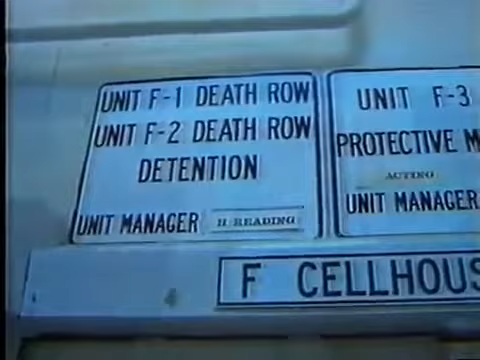 UNIT F-1 DEATH ROW
UNIT F-2 DEATH ROW
DETENTION
UNIT MANAGER H READING
UNIT F-3
PROTECTIVE M
ACTING
UNIT MANAGER
F CELLHOUS